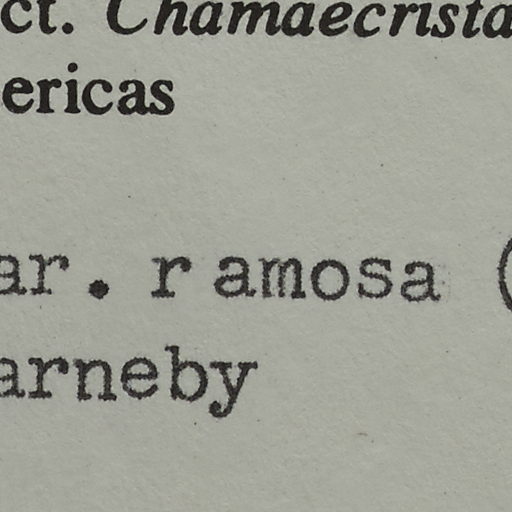 ct. Chamaecrista
ericas
ar. ramosa (
arneby